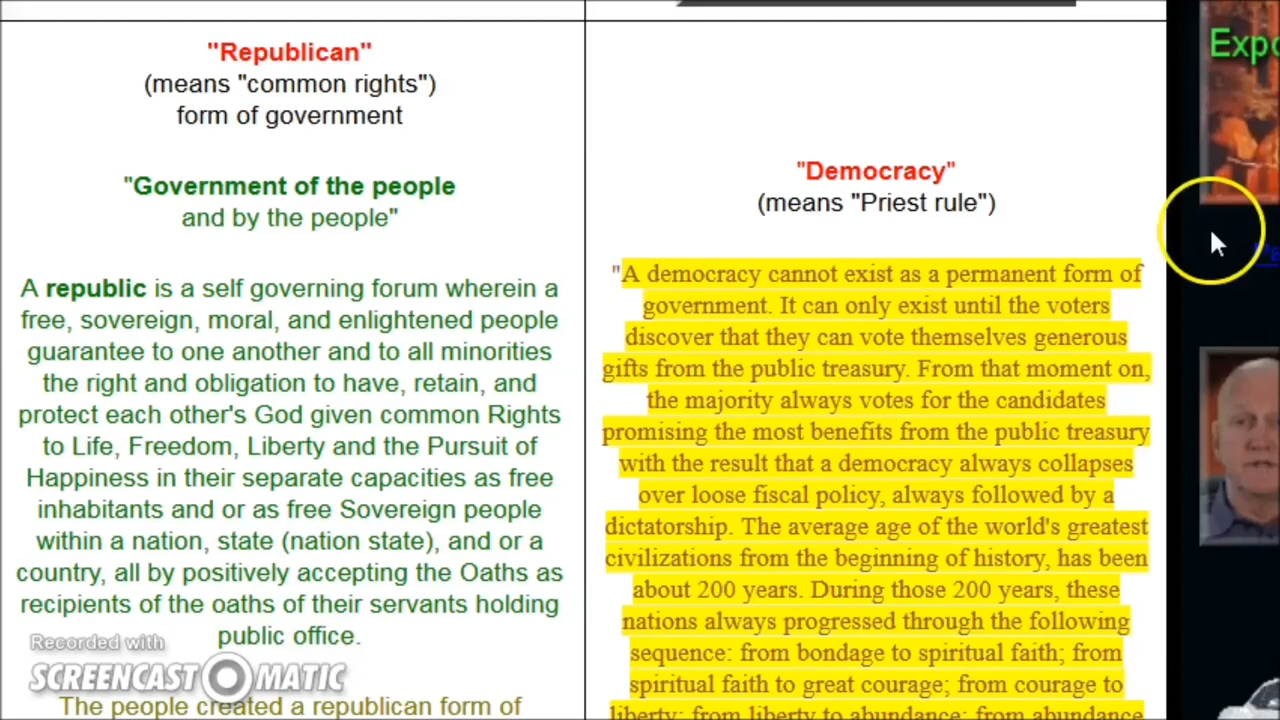 "Republican"
(means "common rights")
form of government
"Government of the people
and by the people"
A republic is a self governing forum wherein a
free, sovereign, moral, and enlightened people
guarantee to one another and to all minorities
the right and obligation to have, retain, and
protect each other's God given common Rights
to Life, Freedom, Liberty and the Pursuit of
Happiness in their separate capacities as free
inhabitants and or as free Sovereign people
within a nation, state (nation state), and or a
country, all by positively accepting the Oaths as
recipients of the oaths of their servants holding
public office.
The people created a republican form of
"Democracy"
(means "Priest rule")
"A democracy cannot exist as a permanent form of
government. It can only exist until the voters
discover that they can vote themselves generous
gifts from the public treasury. From that moment on,
the majority always votes for the candidates
promising the most benefits from the public treasury
with the result that a democracy always collapses
over loose fiscal policy, always followed by a
dictatorship. The average age of the world's greatest
civilizations from the beginning of history, has been
about 200 years. During those 200 years, these
nations always progressed through the following
sequence: from bondage to spiritual faith; from
spiritual faith to great courage; from courage to
liberty; from liberty to abundance; from abundance
Expo
Recorded with
SCREENCAST MATIC